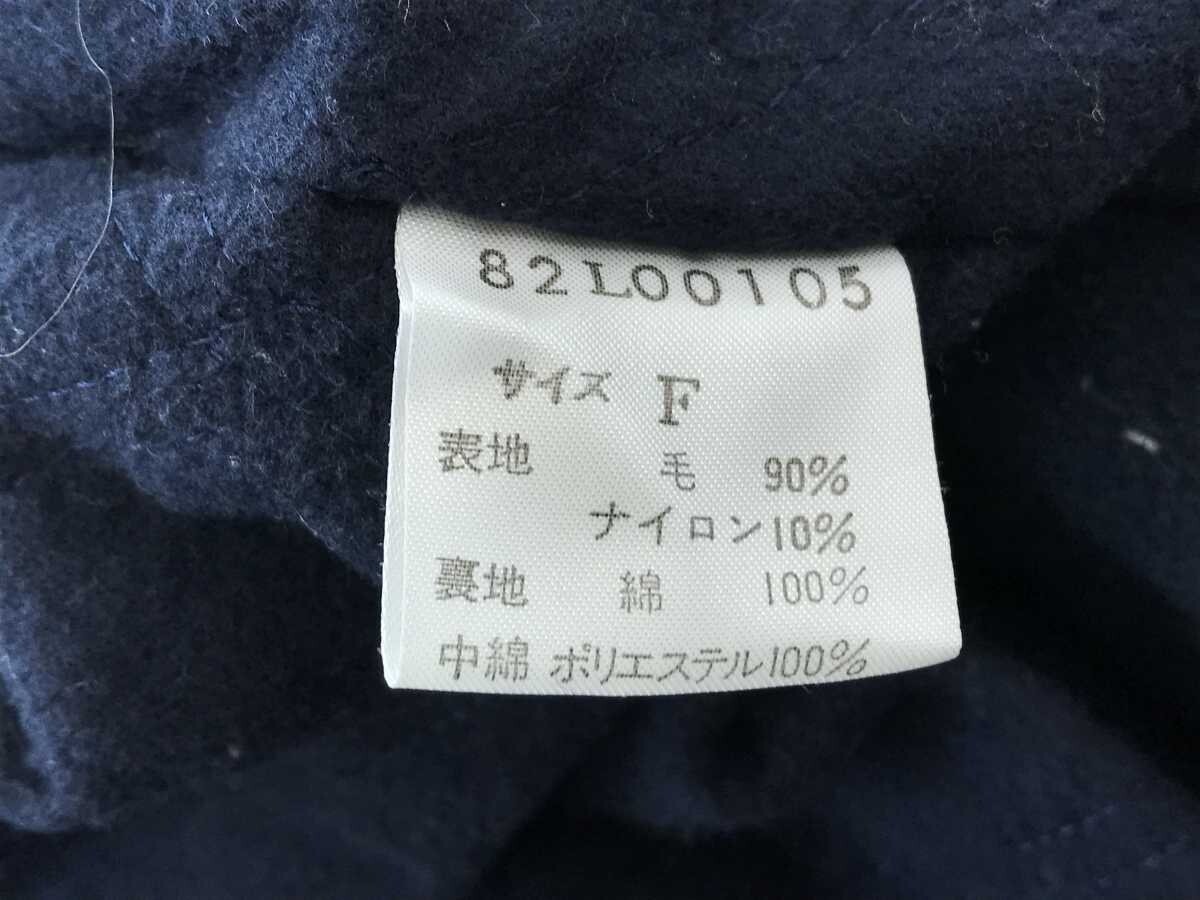 82L00105
サイズ F
表地 毛 90%
ナイロン10%
裏地 綿 100%
中綿 ポリエステル100%